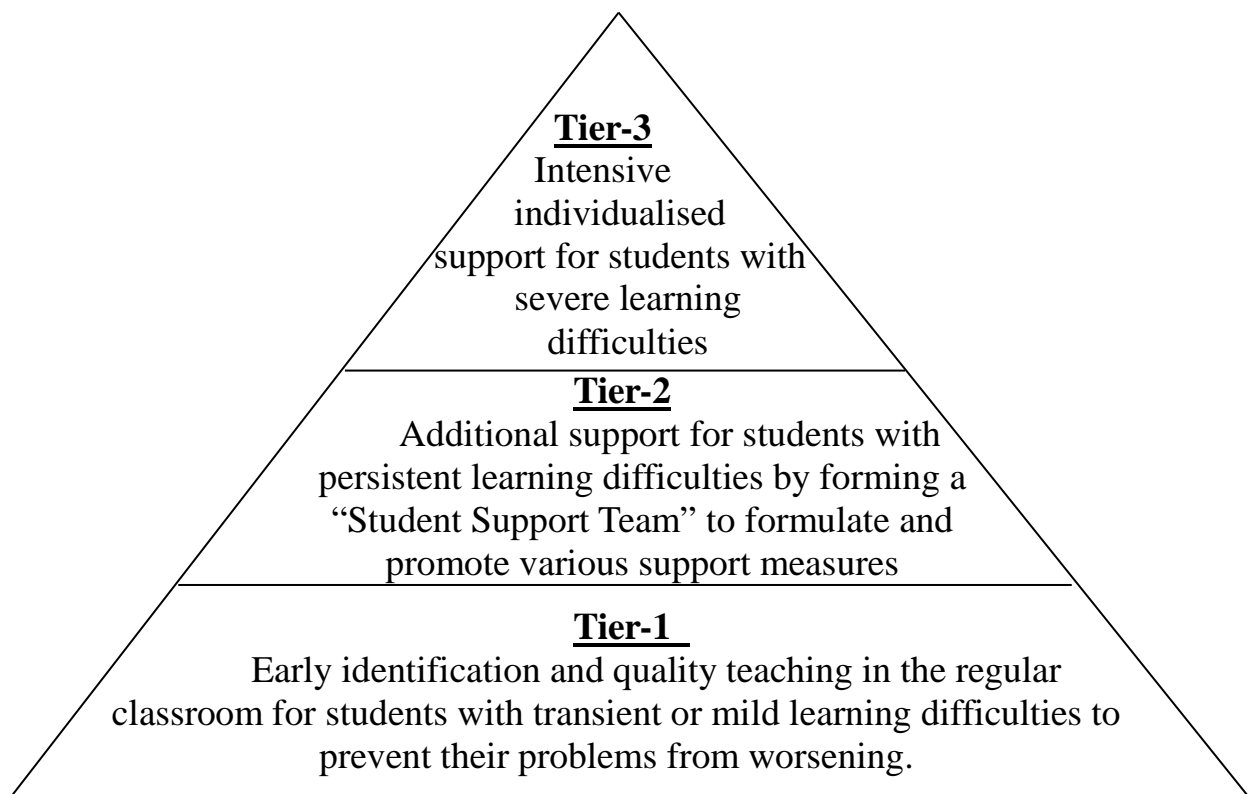 Tier-3
Intensive
individualised
support for students with
severe learning
difficulties
Tier-2
Additional support for students with
persistent learning difficulties by forming a
“Student Support Team” to formulate and
promote various support measures
Tier-1
Early identification and quality teaching in the regular
classroom for students with transient or mild learning difficulties to
prevent their problems from worsening.